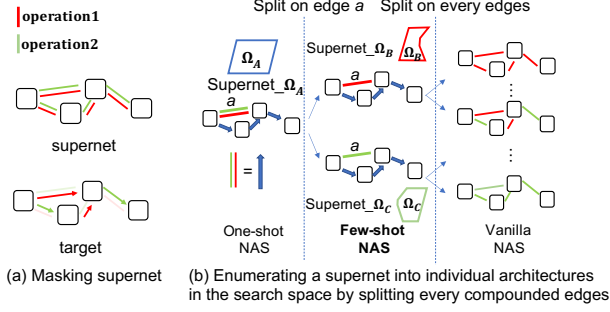 Split on edge a
Split on every edges
operation1
operation2
supernet
target
(a) Masking supernet
Ω_A
Supernet_Ω_A
a
=
One-shot
NAS
Supernet_Ω_B
Ω_B
a
...
a
Supernet_Ω_C
Ω_C
Few-shot
NAS
...
Vanilla
NAS
(b) Enumerating a supernet into individual architectures
in the search space by splitting every compounded edges